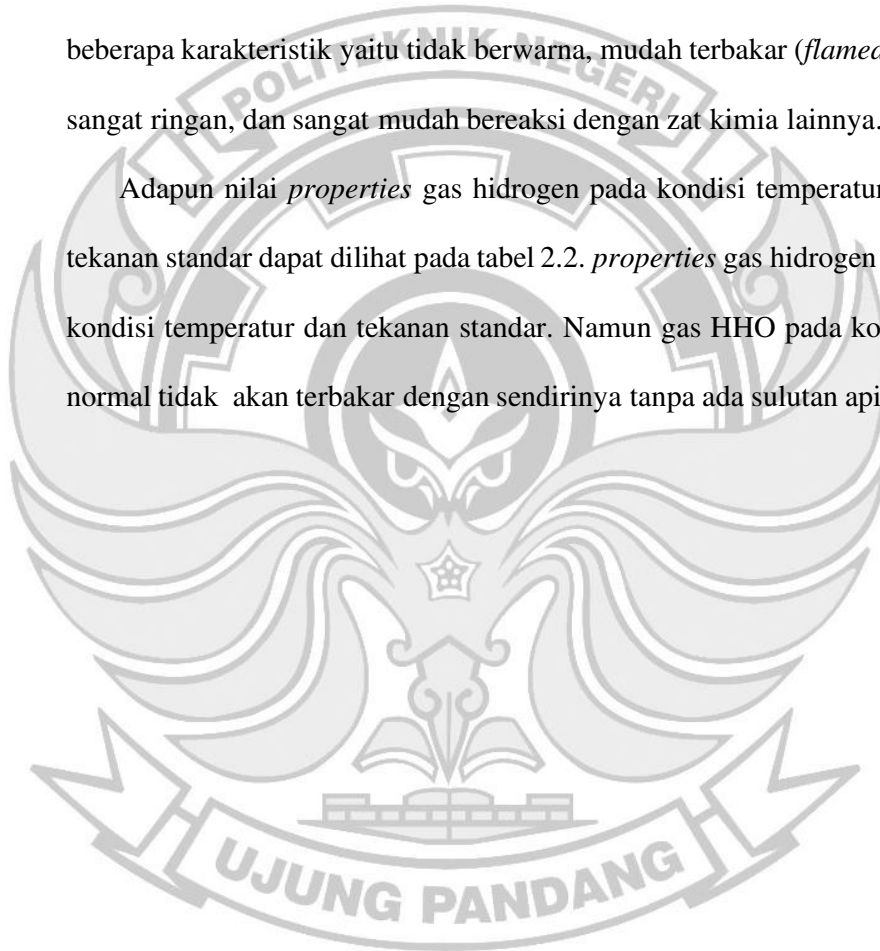 beberapa karakteristik yaitu tidak berwarna, mudah terbakar (flamed
sangat ringan, dan sangat mudah bereaksi dengan zat kimia lainnya.
Adapun nilai properties gas hidrogen pada kondisi temperatur
tekanan standar dapat dilihat pada tabel 2.2. properties gas hidrogen
kondisi temperatur dan tekanan standar. Namun gas HHO pada ko
normal tidak akan terbakar dengan sendirinya tanpa ada sulutan api
POLITEKNIK NEGERI
UJUNG PANDANG